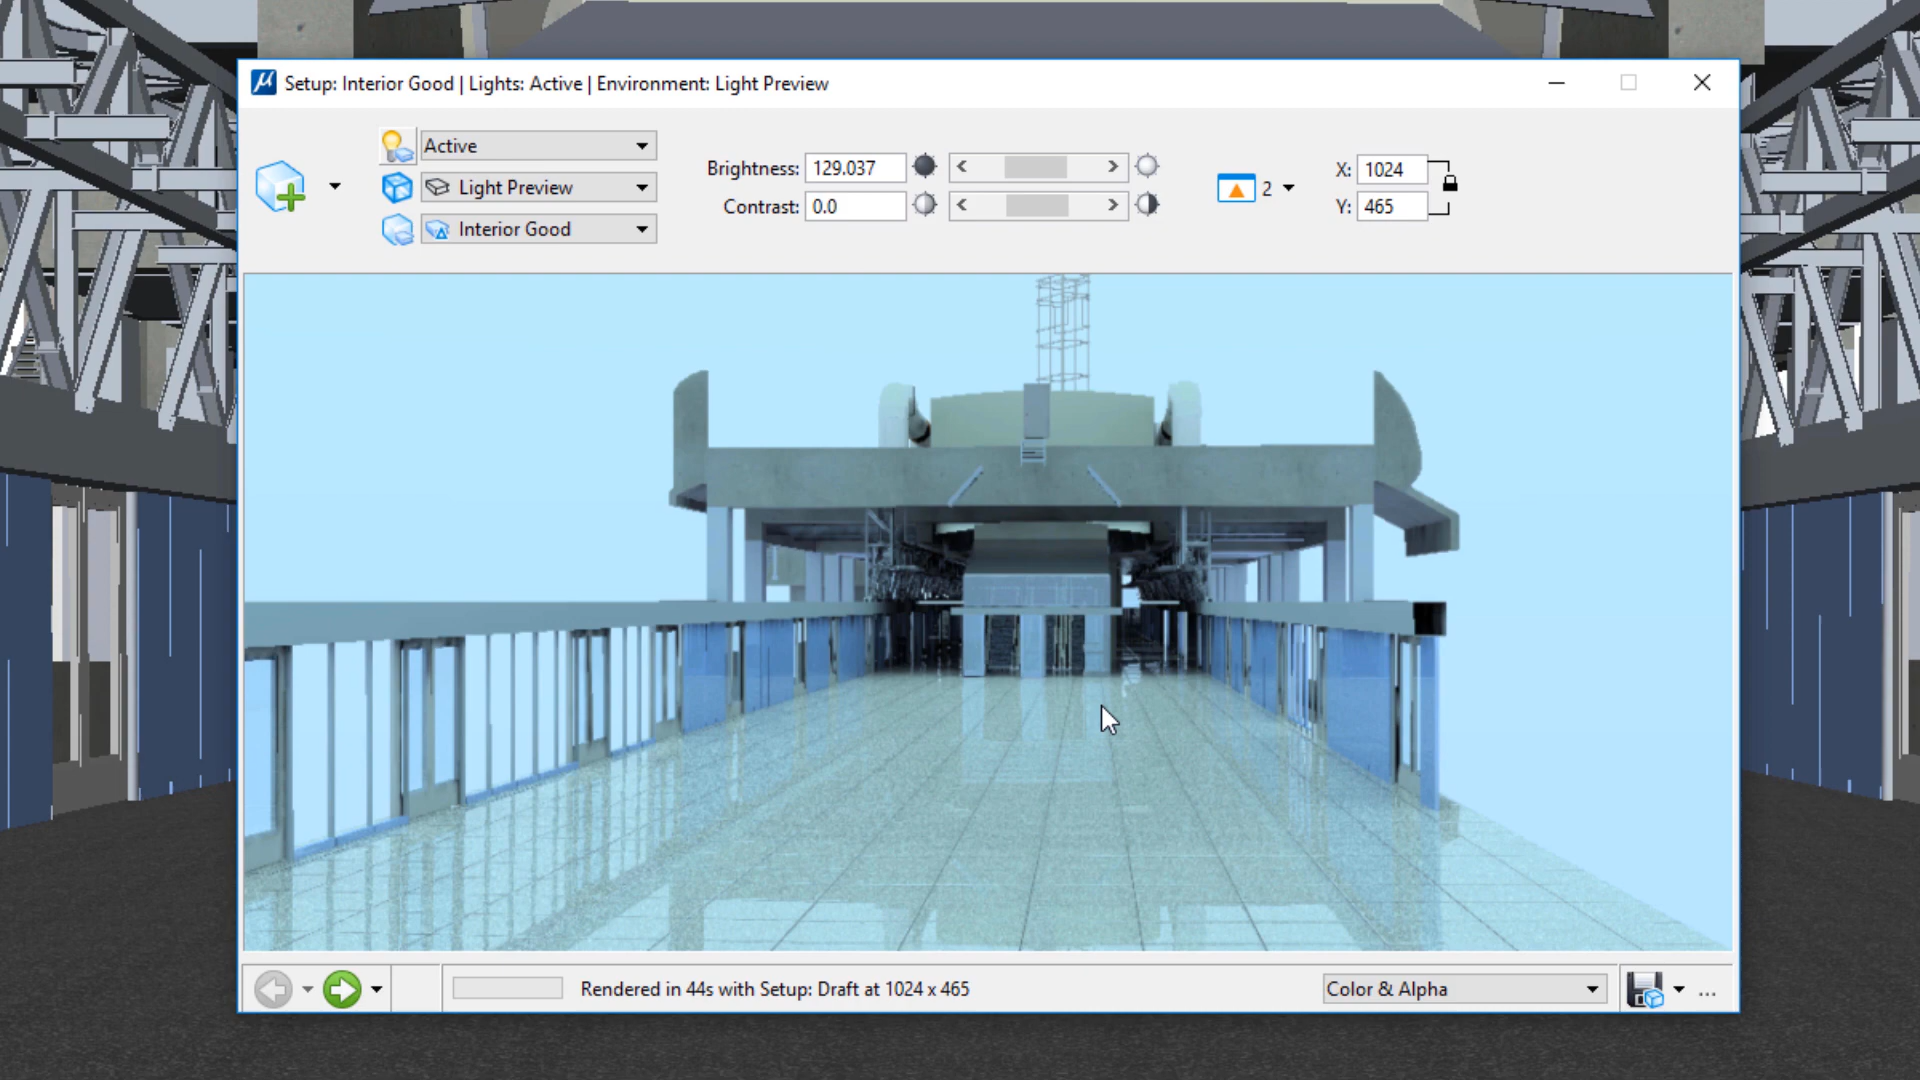 Setup: Interior Good | Lights: Active | Environment: Light Preview
Active
Light Preview
Interior Good
Brightness: 129.037
Contrast: 0.0
2
X: 1024
Y: 465
Rendered in 44s with Setup: Draft at 1024 x 465
Color & Alpha
...